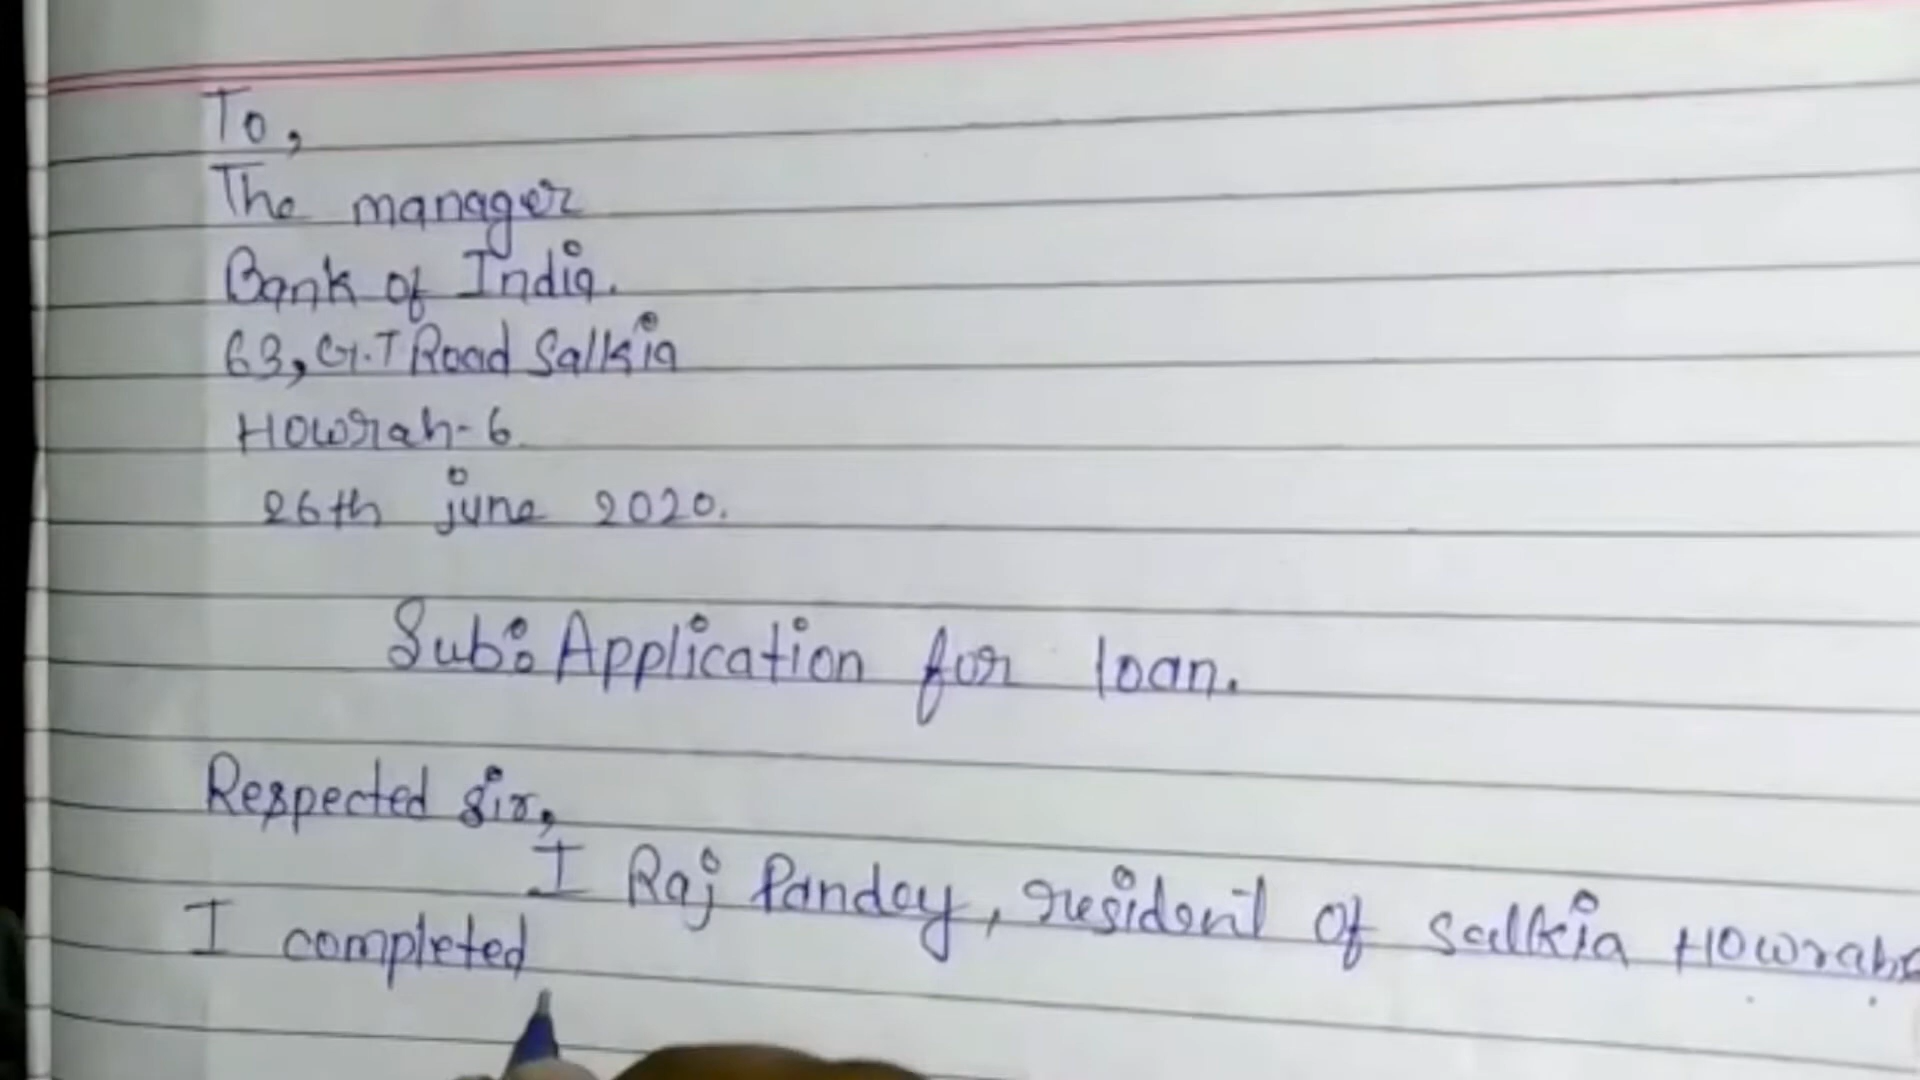 To,
The manager
Bank of India.
63, G.T Road Salkia
Howrah-6
26th june 2020.
Sub: Application for loan.
Respected sir,
I Raj Panday, resident of salkia Howrah
I completed